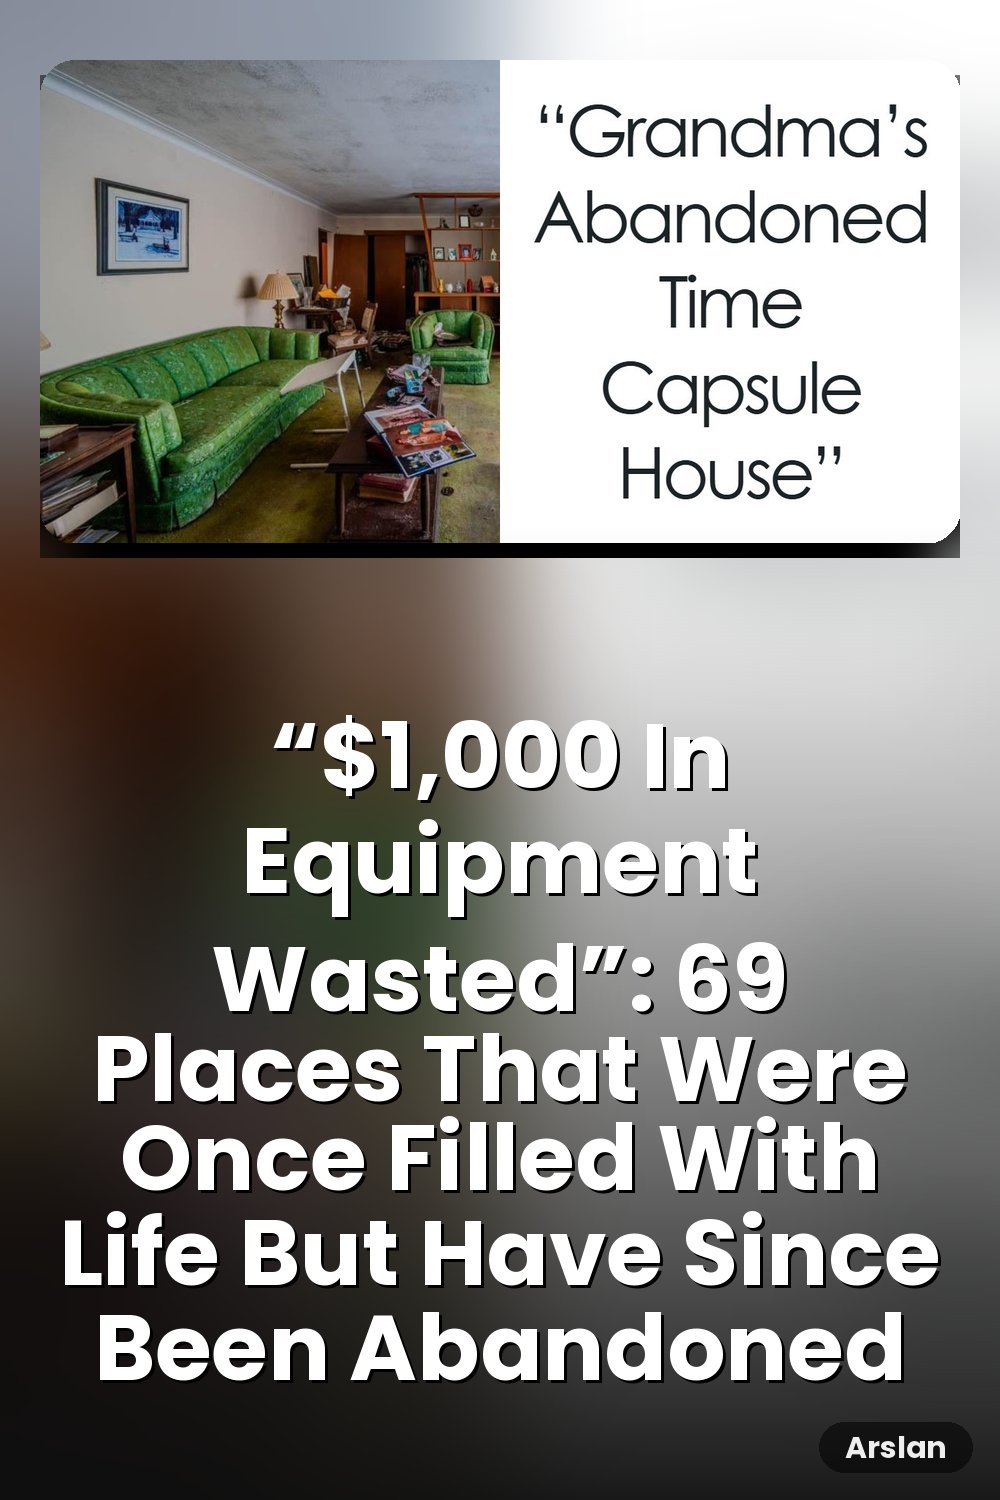 “Grandma’s
Abandoned
Time
Capsule
House”
“$1,000 In
Equipment
Wasted”: 69
Places That Were
Once Filled With
Life But Have Since
Been Abandoned
Arslan